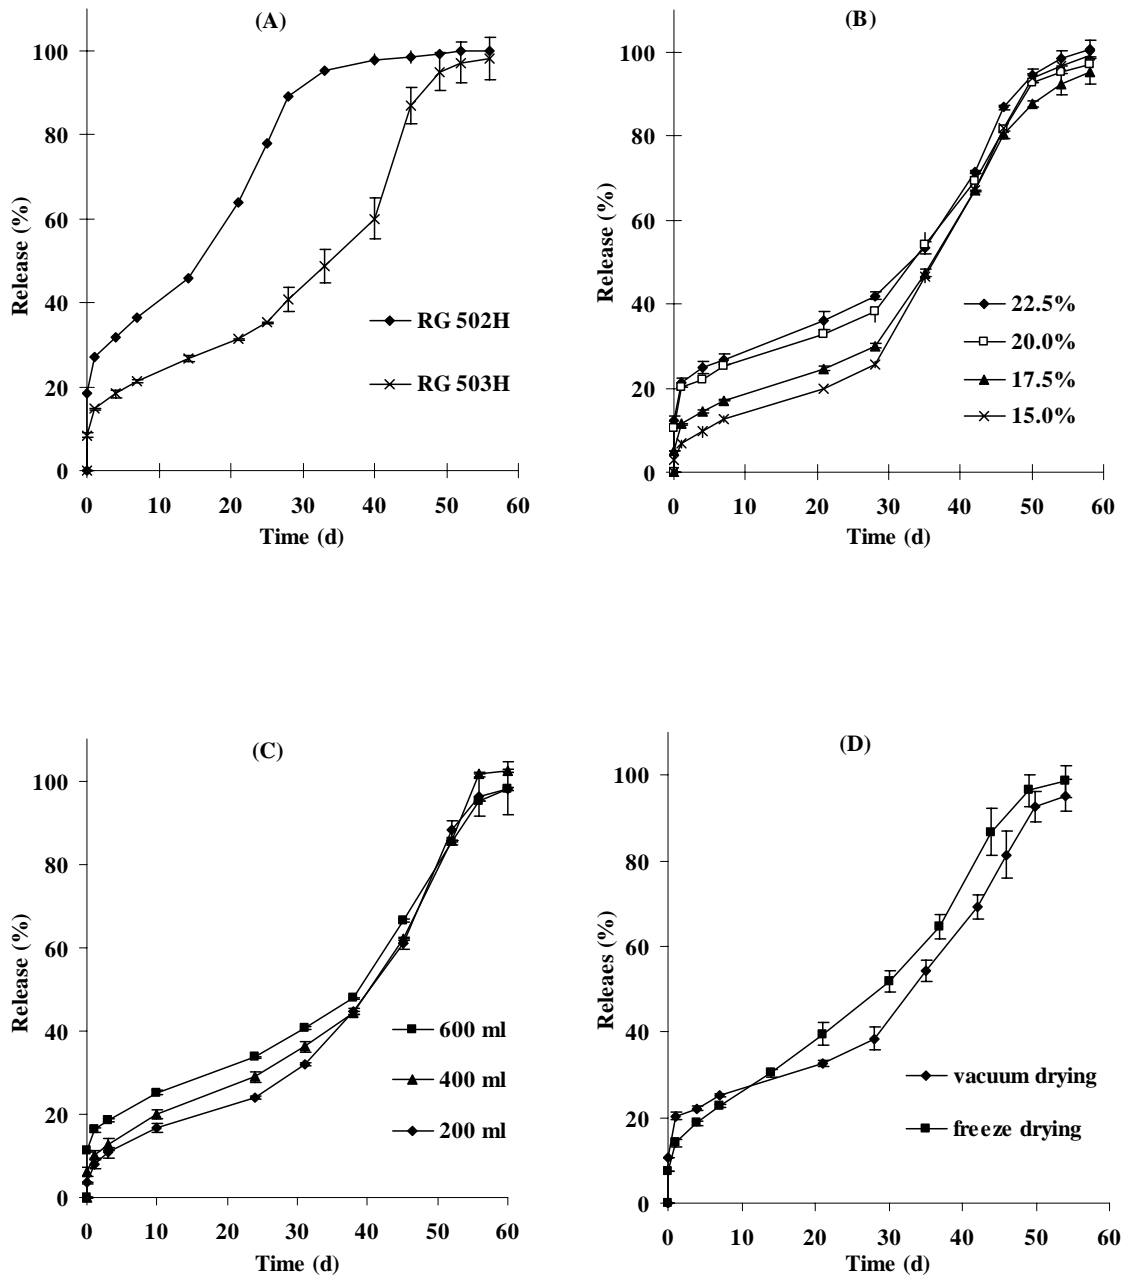 (A)
100
80
60
40
20
0
Release (%)
RG 502H
RG 503H
0 10 20 30 40 50 60
Time (d)
(B)
100
80
60
40
20
0
Release (%)
22.5%
20.0%
17.5%
15.0%
0 10 20 30 40 50 60
Time (d)
(C)
100
80
60
40
20
0
Release (%)
600 ml
400 ml
200 ml
0 10 20 30 40 50 60
Time (d)
(D)
100
80
60
40
20
0
Releaes (%)
vacuum drying
freeze drying
0 10 20 30 40 50 60
Time (d)